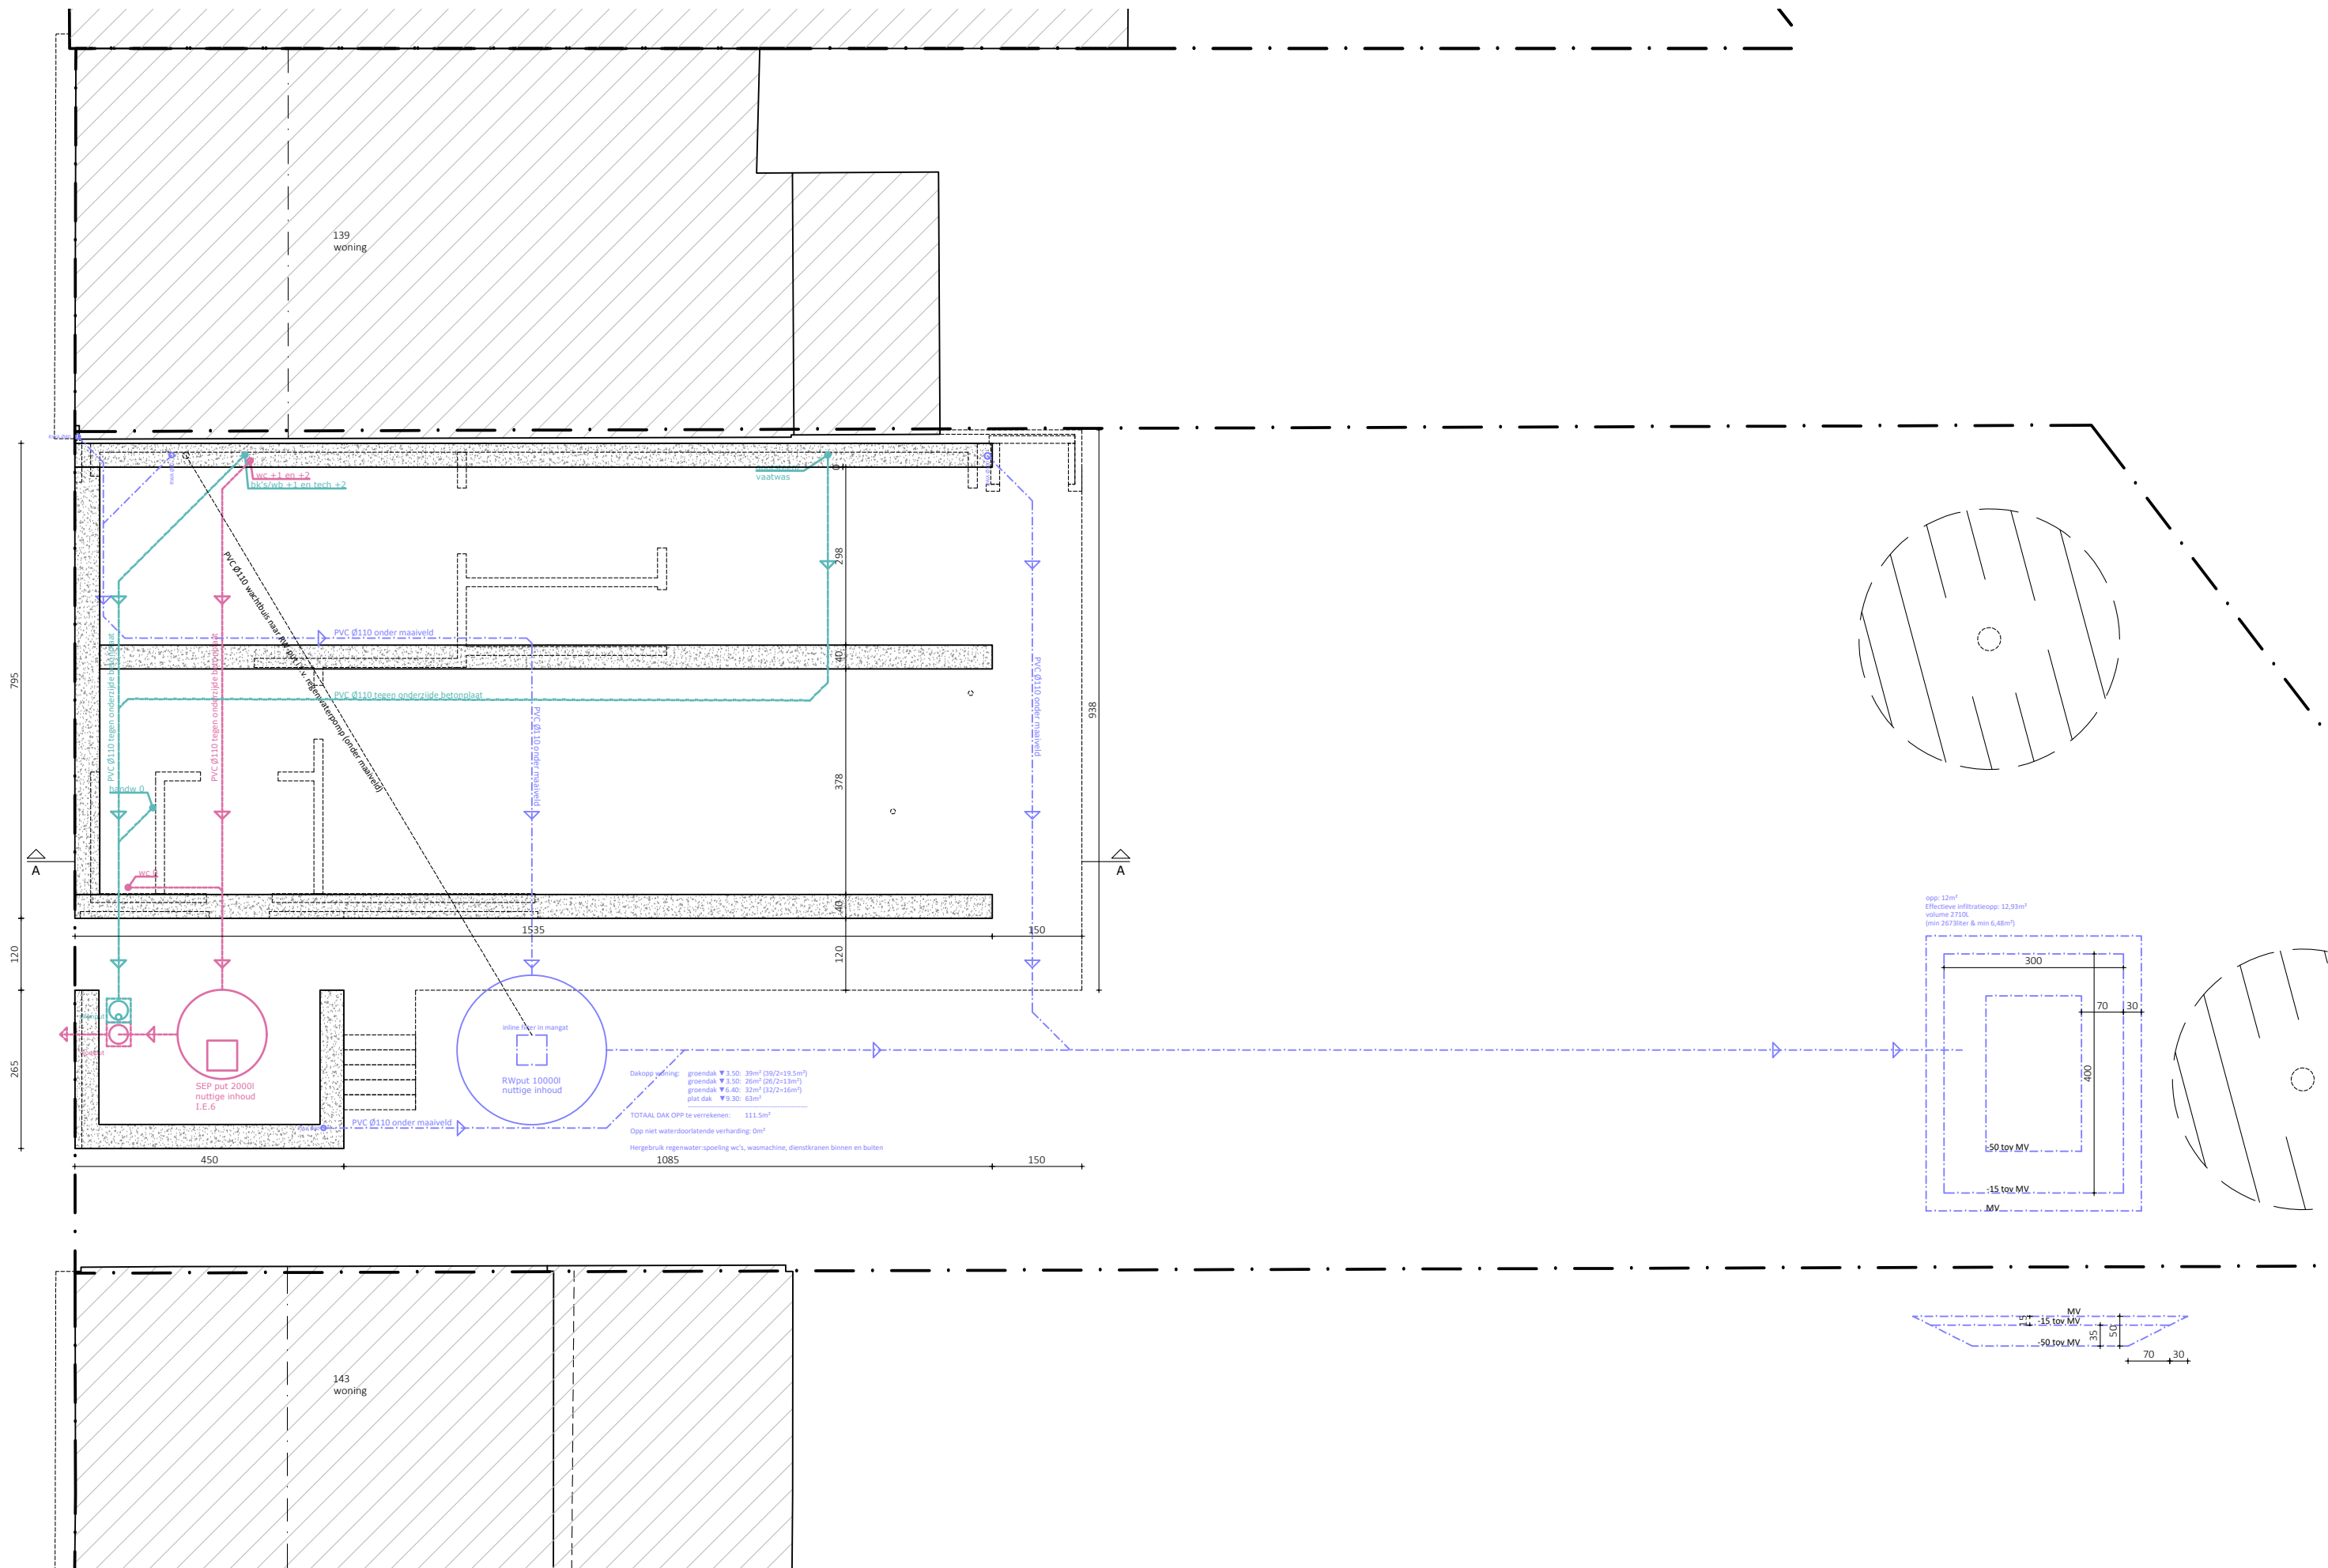 139
woning
wc +1 en +2
bk's/wb +1 en tech +2
vaatwas
0
298
PVC Ø110 wachtbuis naar RW put i.v. regenwaterpomp (onder maaiveld)
PVC Ø110 onder maaiveld
40
PVC Ø110 tegen onderzijde betonplaat
PVC Ø110 tegen onderzijde betonplaat
PVC Ø110 tegen onderzijde betonplaat
PVC Ø110 onder maaiveld
PVC Ø110 onder maaiveld
795
938
378
handw 0
A
A
wc 0
40
1535
150
120
120
opp: 12m²
Effectieve infiltratieopp: 12,93m²
volume 2710L
(min 2673liter & min 6,48m²)
300
70
30
400
-50 tov MV
-15 tov MV
MV
265
inline filter in mangat
RWput 10000l
nuttige inhoud
SEP put 2000l
nuttige inhoud
I.E.6
Dakopp woning: groendak ▼3.50: 39m² (39/2=19.5m²)
groendak ▼3.50: 26m² (26/2=13m²)
groendak ▼6.40: 32m² (32/2=16m²)
plat dak ▼9.30: 63m²
TOTAAL DAK OPP te verrekenen: 111.5m²
Opp niet waterdoorlatende verharding: 0m²
Hergebruik regenwater:spoeling wc's, wasmachine, dienstkranen binnen en buiten
PVC Ø110 onder maaiveld
450
1085
150
MV
15
-15 tov MV
35
50
-50 tov MV
70
30
143
woning